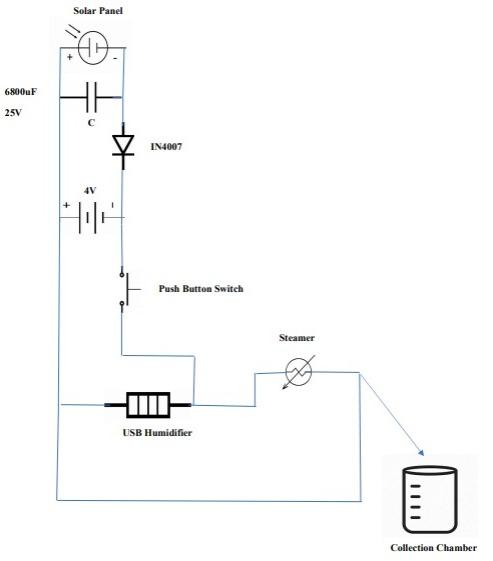 Solar Panel
+ -
6800uF
25V
C
IN4007
4V
+ -
Push Button Switch
Steamer
USB Humidifier
Collection Chamber